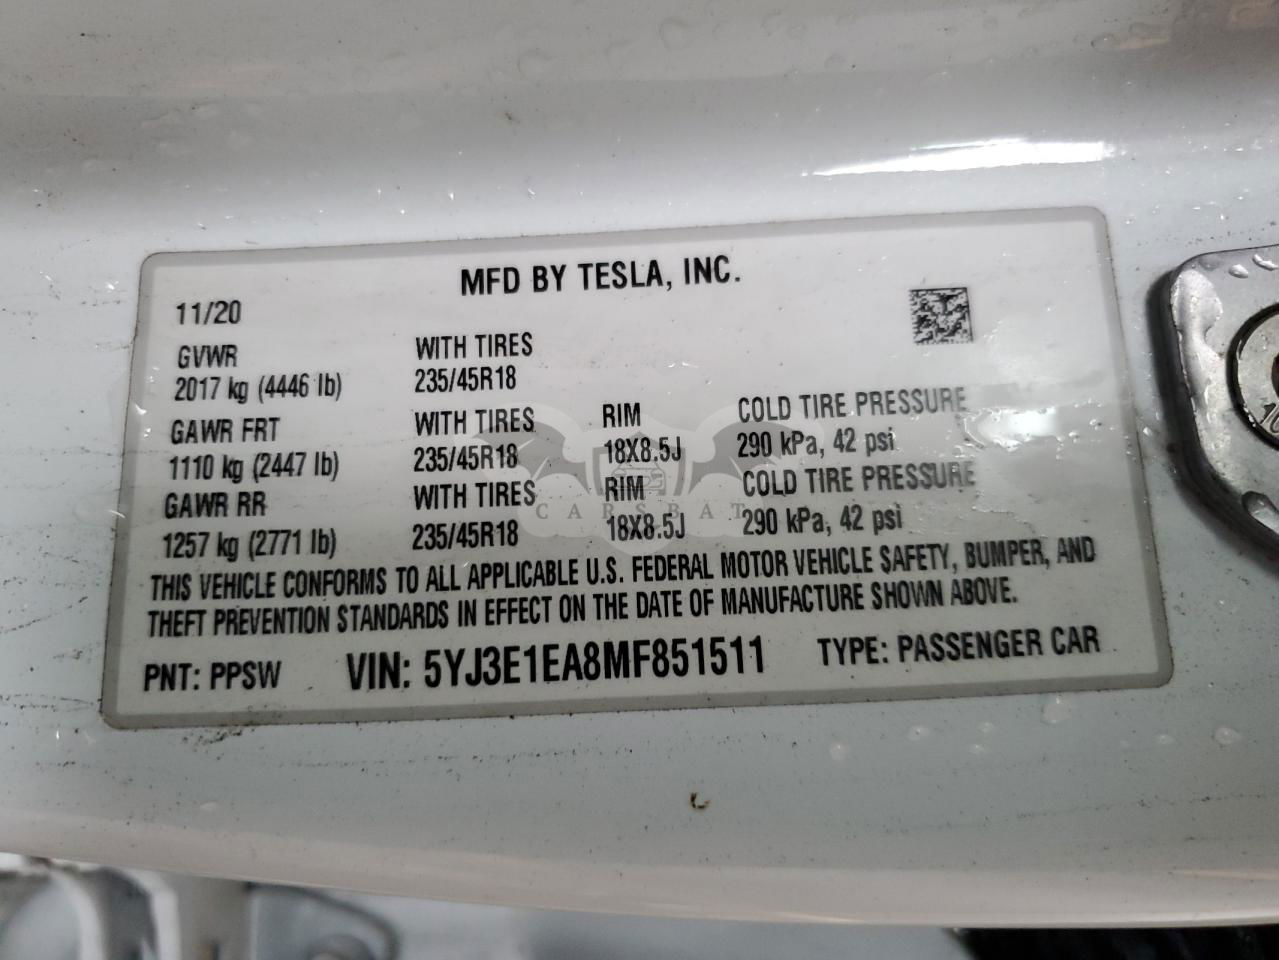 MFD BY TESLA, INC.
11/20
GVWR WITH TIRES
2017 kg (4446 lb) 235/45R18
GAWR FRT WITH TIRES RIM COLD TIRE PRESSURE
1110 kg (2447 lb) 235/45R18 18X8.5J 290 kPa, 42 psi
GAWR RR WITH TIRES RIM COLD TIRE PRESSURE
1257 kg (2771 lb) 235/45R18 18X8.5J 290 kPa, 42 psi
CARSBAT
THIS VEHICLE CONFORMS TO ALL APPLICABLE U.S. FEDERAL MOTOR VEHICLE SAFETY, BUMPER, AND
THEFT PREVENTION STANDARDS IN EFFECT ON THE DATE OF MANUFACTURE SHOWN ABOVE.
PNT: PPSW VIN: 5YJ3E1EA8MF851511 TYPE: PASSENGER CAR